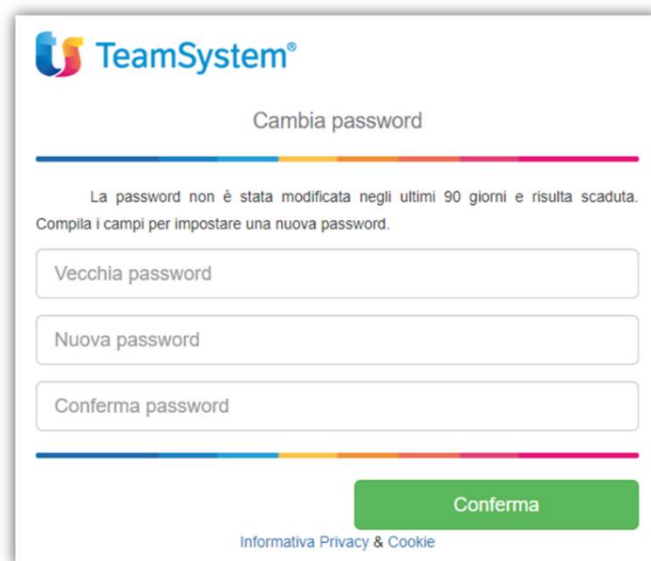 TeamSystem®
Cambia password
La password non è stata modificata negli ultimi 90 giorni e risulta scaduta.
Compila i campi per impostare una nuova password.
Vecchia password
Nuova password
Conferma password
Conferma
Informativa Privacy & Cookie